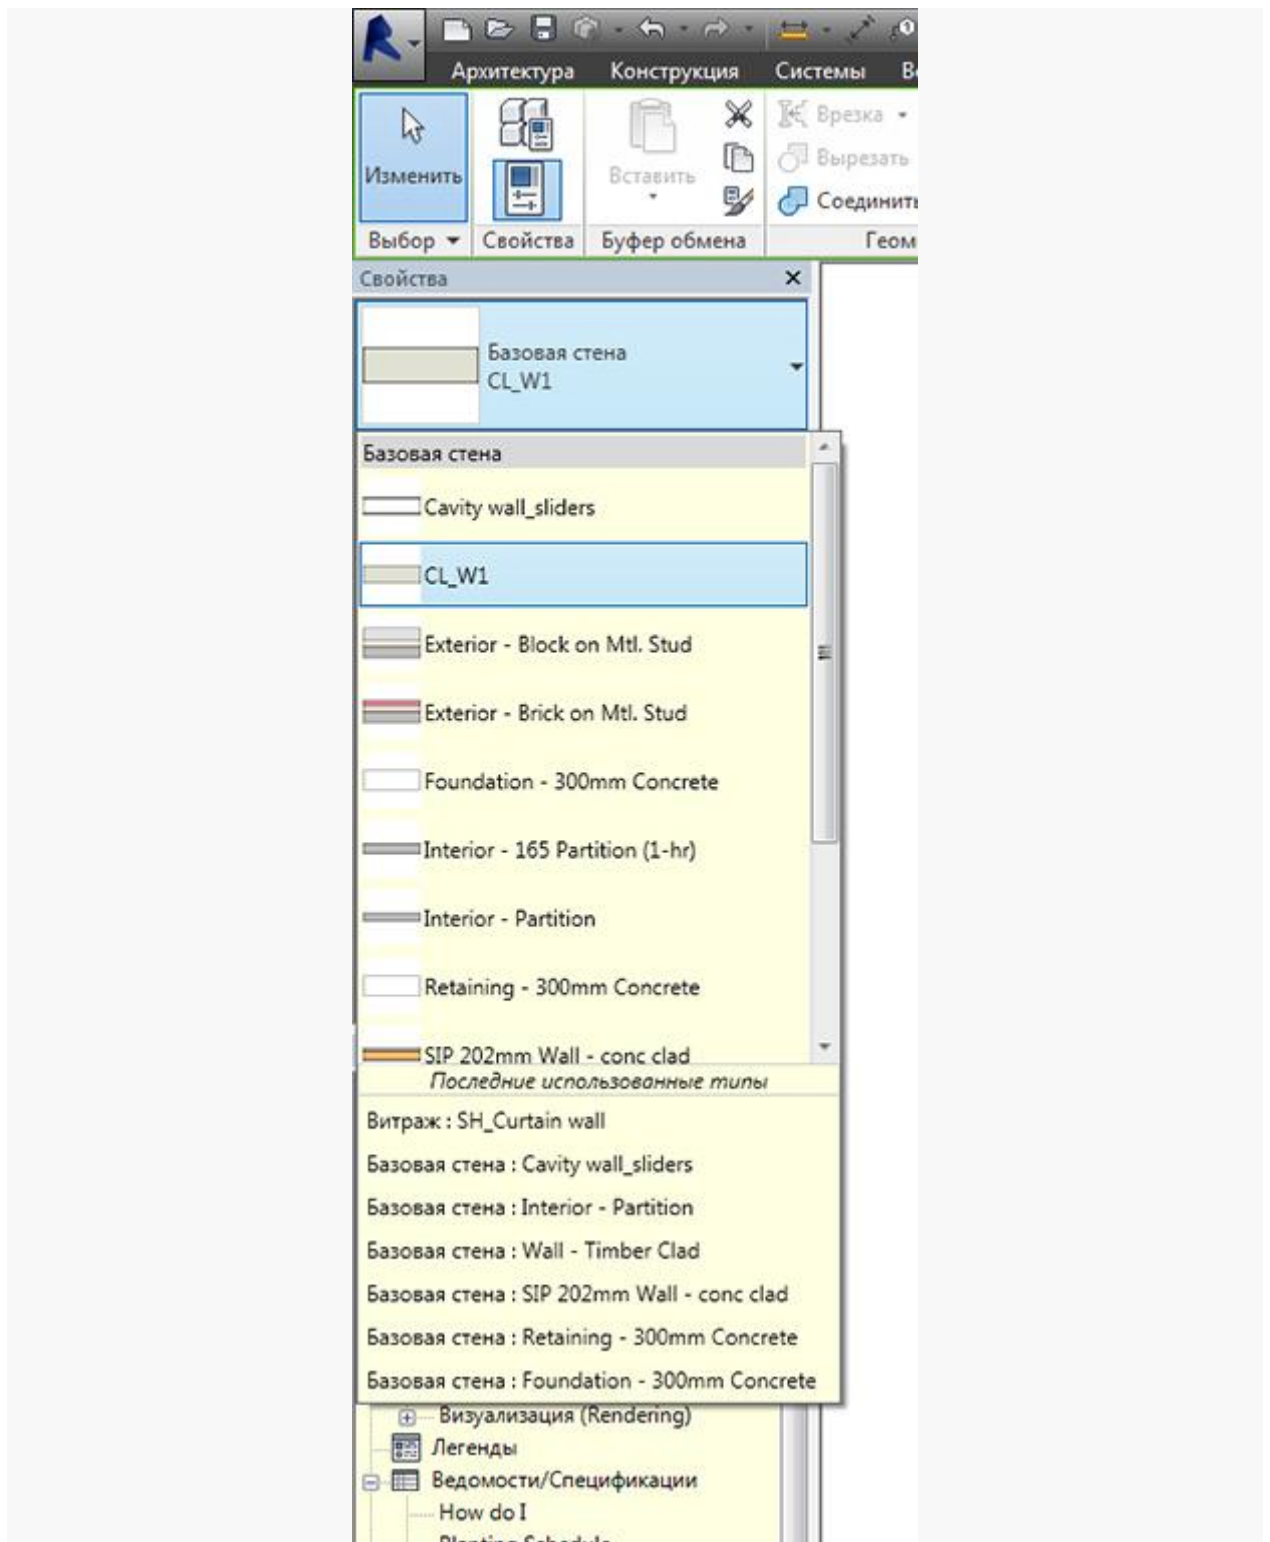 Архитектура Конструкция Системы
Врезка
Вырезать
Изменить
Вставить
Соединить
Выбор Свойства Буфер обмена
Свойства
Базовая стена
CL_W1
Базовая стена
Cavity wall_sliders
CL_W1
Exterior - Block on Mtl. Stud
Exterior - Brick on Mtl. Stud
Foundation - 300mm Concrete
Interior - 165 Partition (1-hr)
Interior - Partition
Retaining - 300mm Concrete
SIP 202mm Wall - conc clad
Последние использованные типы
Витраж : SH_Curtain wall
Базовая стена : Cavity wall_sliders
Базовая стена : Interior - Partition
Базовая стена : Wall - Timber Clad
Базовая стена : SIP 202mm Wall - conc clad
Базовая стена : Retaining - 300mm Concrete
Базовая стена : Foundation - 300mm Concrete
Визуализация (Rendering)
Легенды
Ведомости/Спецификации
How do I